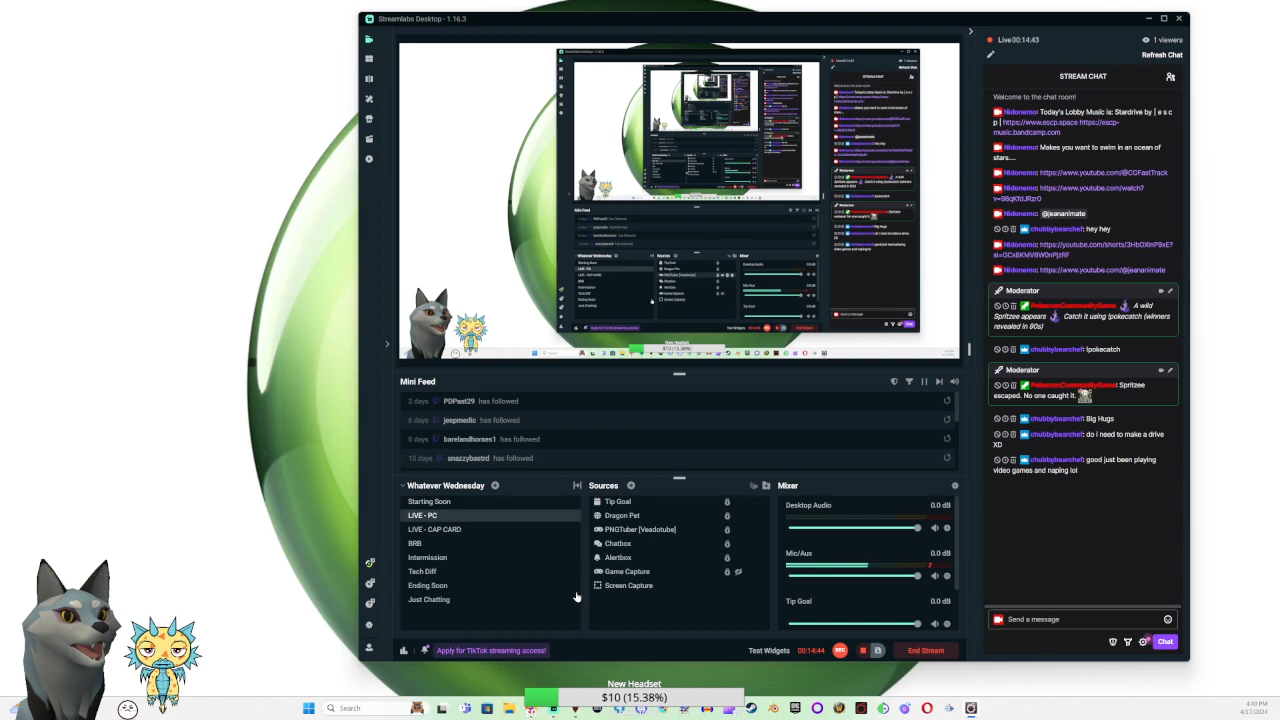 Streamlabs Desktop - 1.16.3
Live 00:14:43
1 viewers
Refresh Chat
STREAM CHAT
Welcome to the chat room!
Nidonemo: Today's Lobby Music is: Stardrive by | e s c
p | https://www.escp.space https://escp-
music.bandcamp.com
Nidonemo: Makes you want to swim in an ocean of
stars....
Nidonemo: https://www.youtube.com/@CGFastTrack
Nidonemo: https://www.youtube.com/watch?
v=98qKfdJRzr0
Nidonemo: @jeananimate
chubbybearchef: hey hey
Nidonemo: https://youtube.com/shorts/3HbOXlnP9xE?
Nidonemo: https://www.youtube.com/@jeananimate
Moderator
PokemonCommunityGame: A wild
Spritzee appears Catch it using !pokecatch (winners
revealed in 90s)
chubbybearchef: !pokecatch
Moderator
PokemonCommunityGame: Spritzee
escaped. No one caught it.
chubbybearchef: Big Hugs
chubbybearchef: do I need to make a drive
XD
chubbybearchef: good just been playing
video games and naping lol
Send a message
Chat
Mini Feed
2 days PDPast29 has followed
6 days jeepmedic has followed
8 days barelandhorses1 has followed
10 days snazzybastrd has followed
Whatever Wednesday
Starting Soon
LIVE - PC
LIVE - CAP CARD
BRB
Intermission
Tech Diff
Ending Soon
Just Chatting
Sources
Tip Goal
Dragon Pet
PNGTuber [Veadotube]
Chatbox
Alertbox
Game Capture
Screen Capture
Mixer
Desktop Audio 0.0 dB
Mic/Aux 0.0 dB
Tip Goal 0.0 dB
Apply for TikTok streaming access!
Test Widgets
00:14:44
REC
End Stream
New Headset
$10 (15.38%)
Search
4:40 PM
4/17/2024